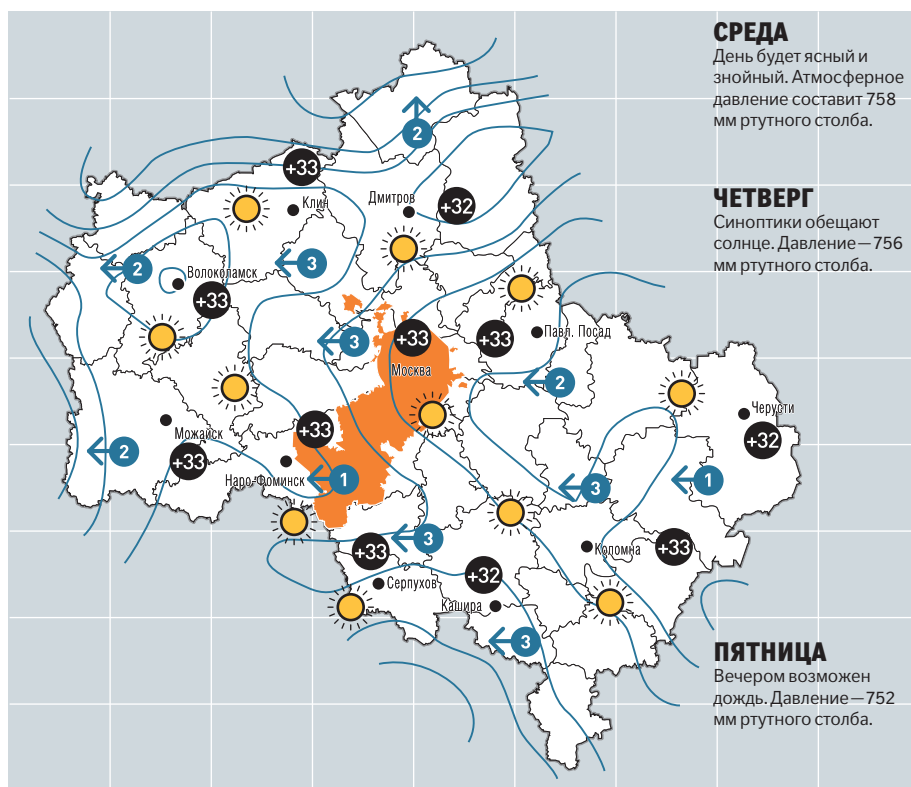 СРЕДА
День будет ясный и
знойный. Атмосферное
давление составит 758
мм ртутного столба.
ЧЕТВЕРГ
Синоптики обещают
солнце. Давление—756
мм ртутного столба.
ПЯТНИЦА
Вечером возможен
дождь. Давление—752
мм ртутного столба.
2
+33
Клин
Дмитров
+32
2
3
Волоколамск
+33
3
+33
Москва
+33
Павл. Посад
2
Можайск
2
+33
+33
Наро-Фоминск
1
Черусти
+32
1
3
+33
3
Серпухов
+32
Кашира
Коломна
+33
3